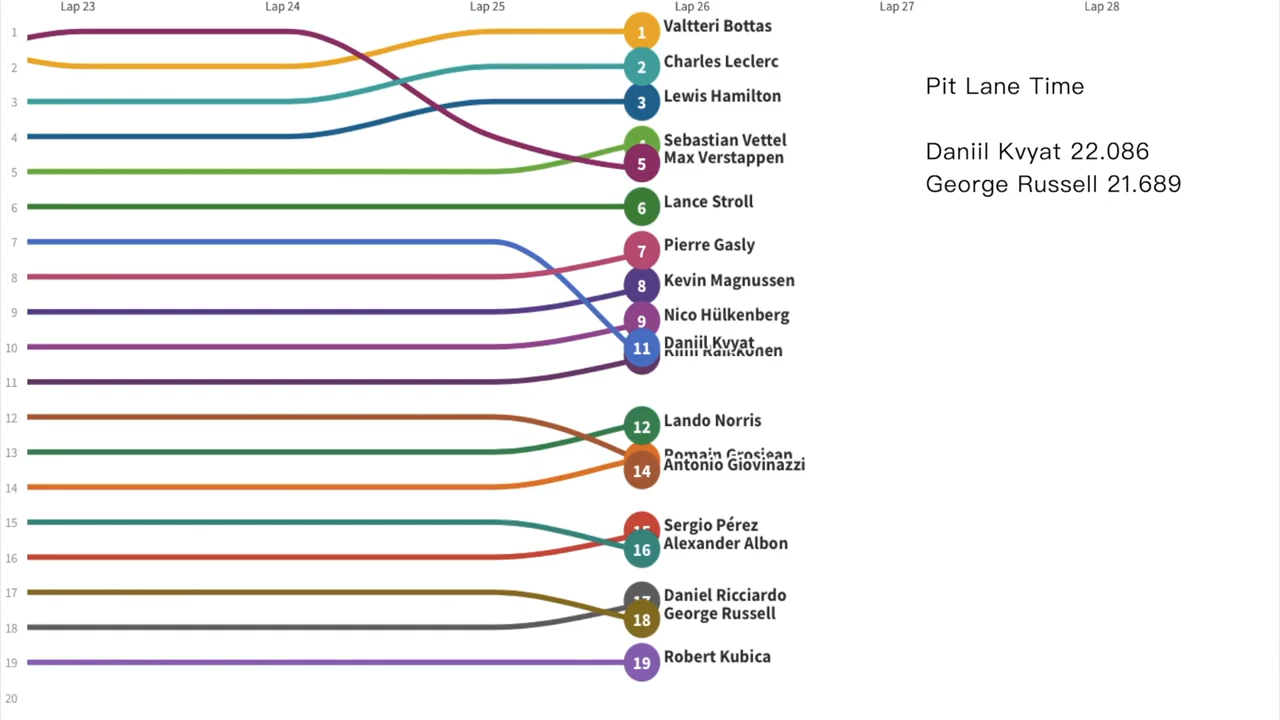 Lap 23
Lap 24
Lap 25
Lap 26
Lap 27
Lap 28
1
2
3
4
5
6
7
8
9
10
11
12
13
14
15
16
17
18
19
20
1 Valtteri Bottas
2 Charles Leclerc
3 Lewis Hamilton
Sebastian Vettel
5 Max Verstappen
6 Lance Stroll
7 Pierre Gasly
8 Kevin Magnussen
9 Nico Hülkenberg
11 Daniil Kvyat
12 Lando Norris
Romain Grosjean
14 Antonio Giovinazzi
Sergio Pérez
16 Alexander Albon
Daniel Ricciardo
18 George Russell
19 Robert Kubica
Pit Lane Time
Daniil Kvyat 22.086
George Russell 21.689